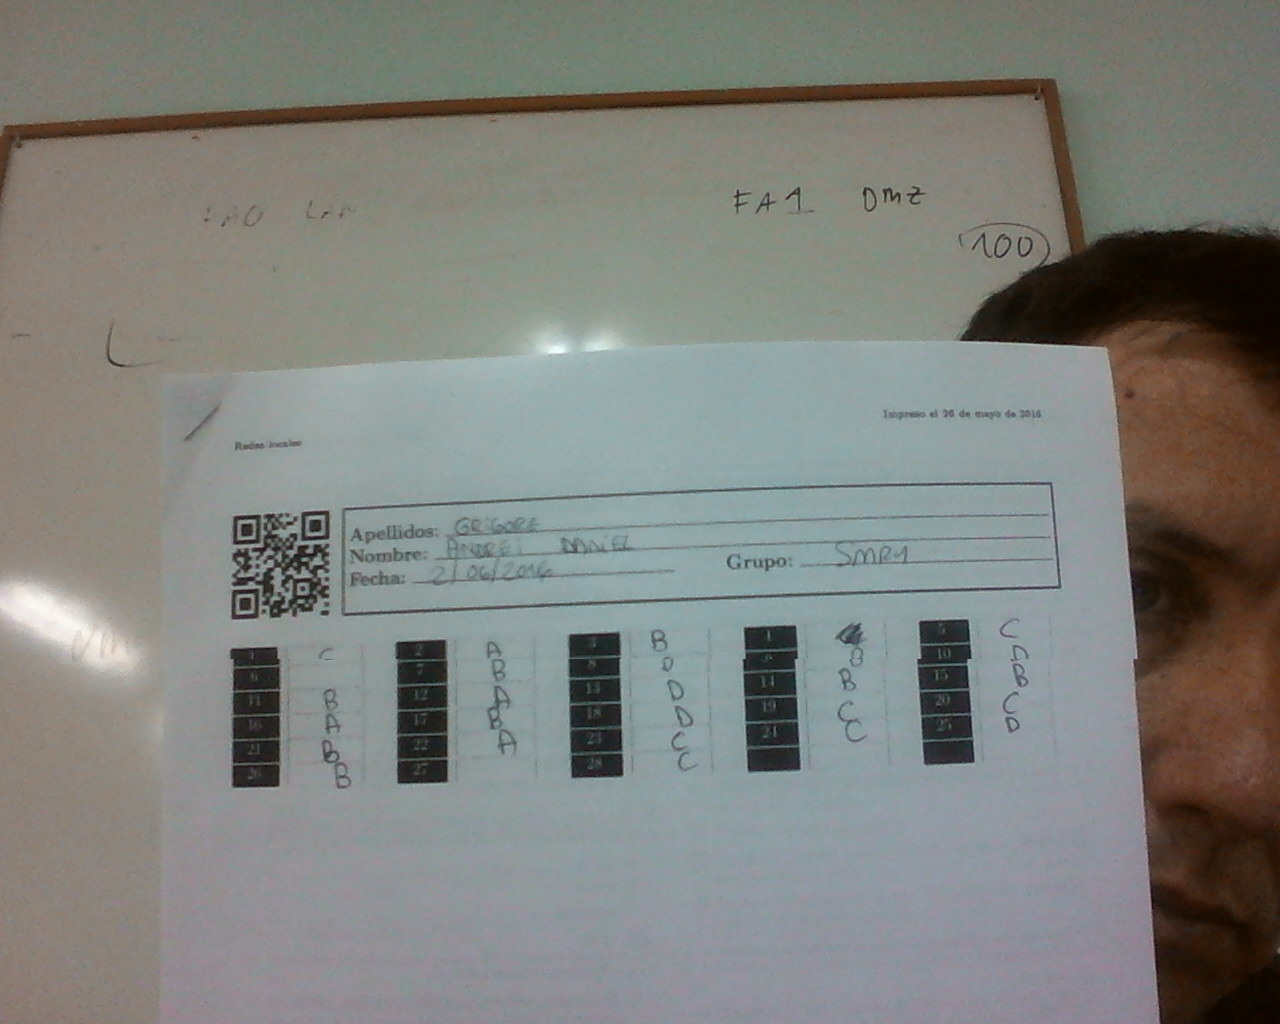 FA1 DMZ
100
Impreso el 26 de mayo de 2016
Redes locales
Apellidos: GRIGORE
Nombre: ANDREI DANIEL
Fecha: 2/06/2016 Grupo: SMR1
1 C 2 A 3 B 4 5 C
6 7 B 8 D 9 B 10 A
11 B 12 A 13 D 14 B 15 B
16 A 17 B 18 D 19 C 20 C
21 B 22 A 23 C 24 C 25 D
26 B 27 28 C